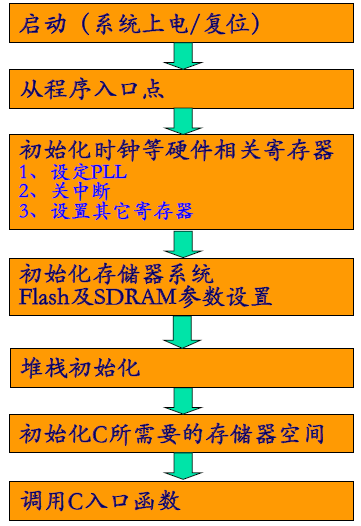 启动（系统上电/复位）
从程序入口点
初始化时钟等硬件相关寄存器
1、设定PLL
2、关中断
3、设置其它寄存器
初始化存储器系统
Flash及SDRAM参数设置
堆栈初始化
初始化C所需要的存储器空间
调用C入口函数